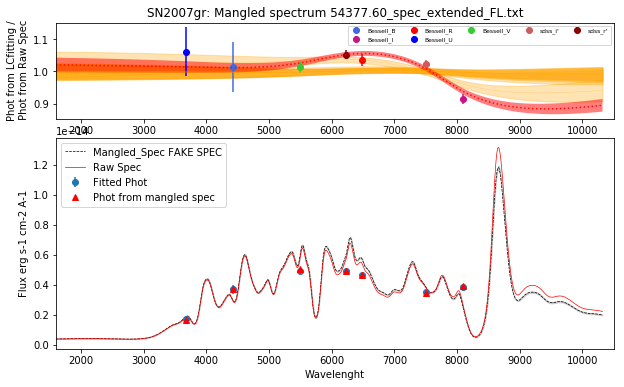 SN2007gr: Mangled spectrum 54377.60_spec_extended_FL.txt
Phot from LCfitting /
Phot from Raw Spec
1.1
1.0
0.9
Bessell_B
Bessell_I
Bessell_R
Bessell_U
Bessell_V
sdss_i'
sdss_r'
1e−14
2000 3000 4000 5000 6000 7000 8000 9000 10000
Flux erg s-1 cm-2 A-1
1.2
1.0
0.8
0.6
0.4
0.2
0.0
Mangled_Spec FAKE SPEC
Raw Spec
Fitted Phot
Phot from mangled spec
2000 3000 4000 5000 6000 7000 8000 9000 10000
Wavelenght